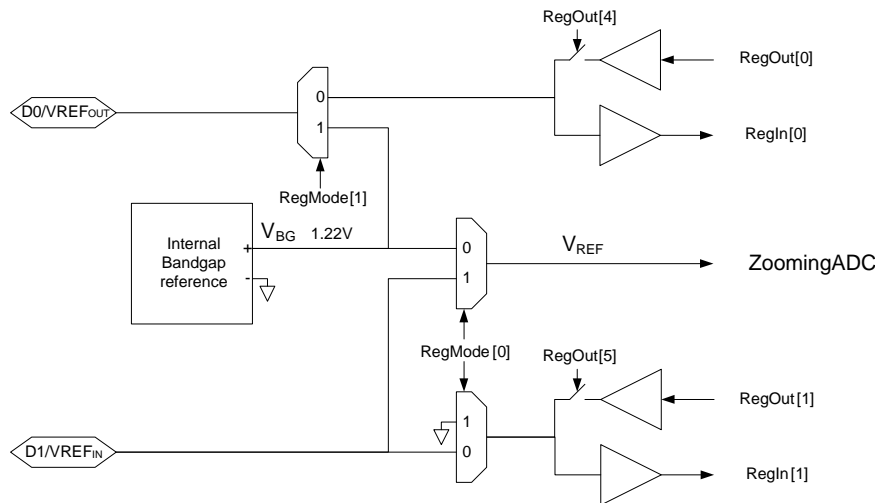 RegOut[4]
RegOut[0]
D0/VREFOUT
0
1
RegIn[0]
RegMode[1]
Internal
Bandgap
reference
+
-
VBG 1.22V
0
1
VREF
ZoomingADC
RegMode[0]
RegOut[5]
RegOut[1]
1
0
D1/VREFIN
RegIn[1]